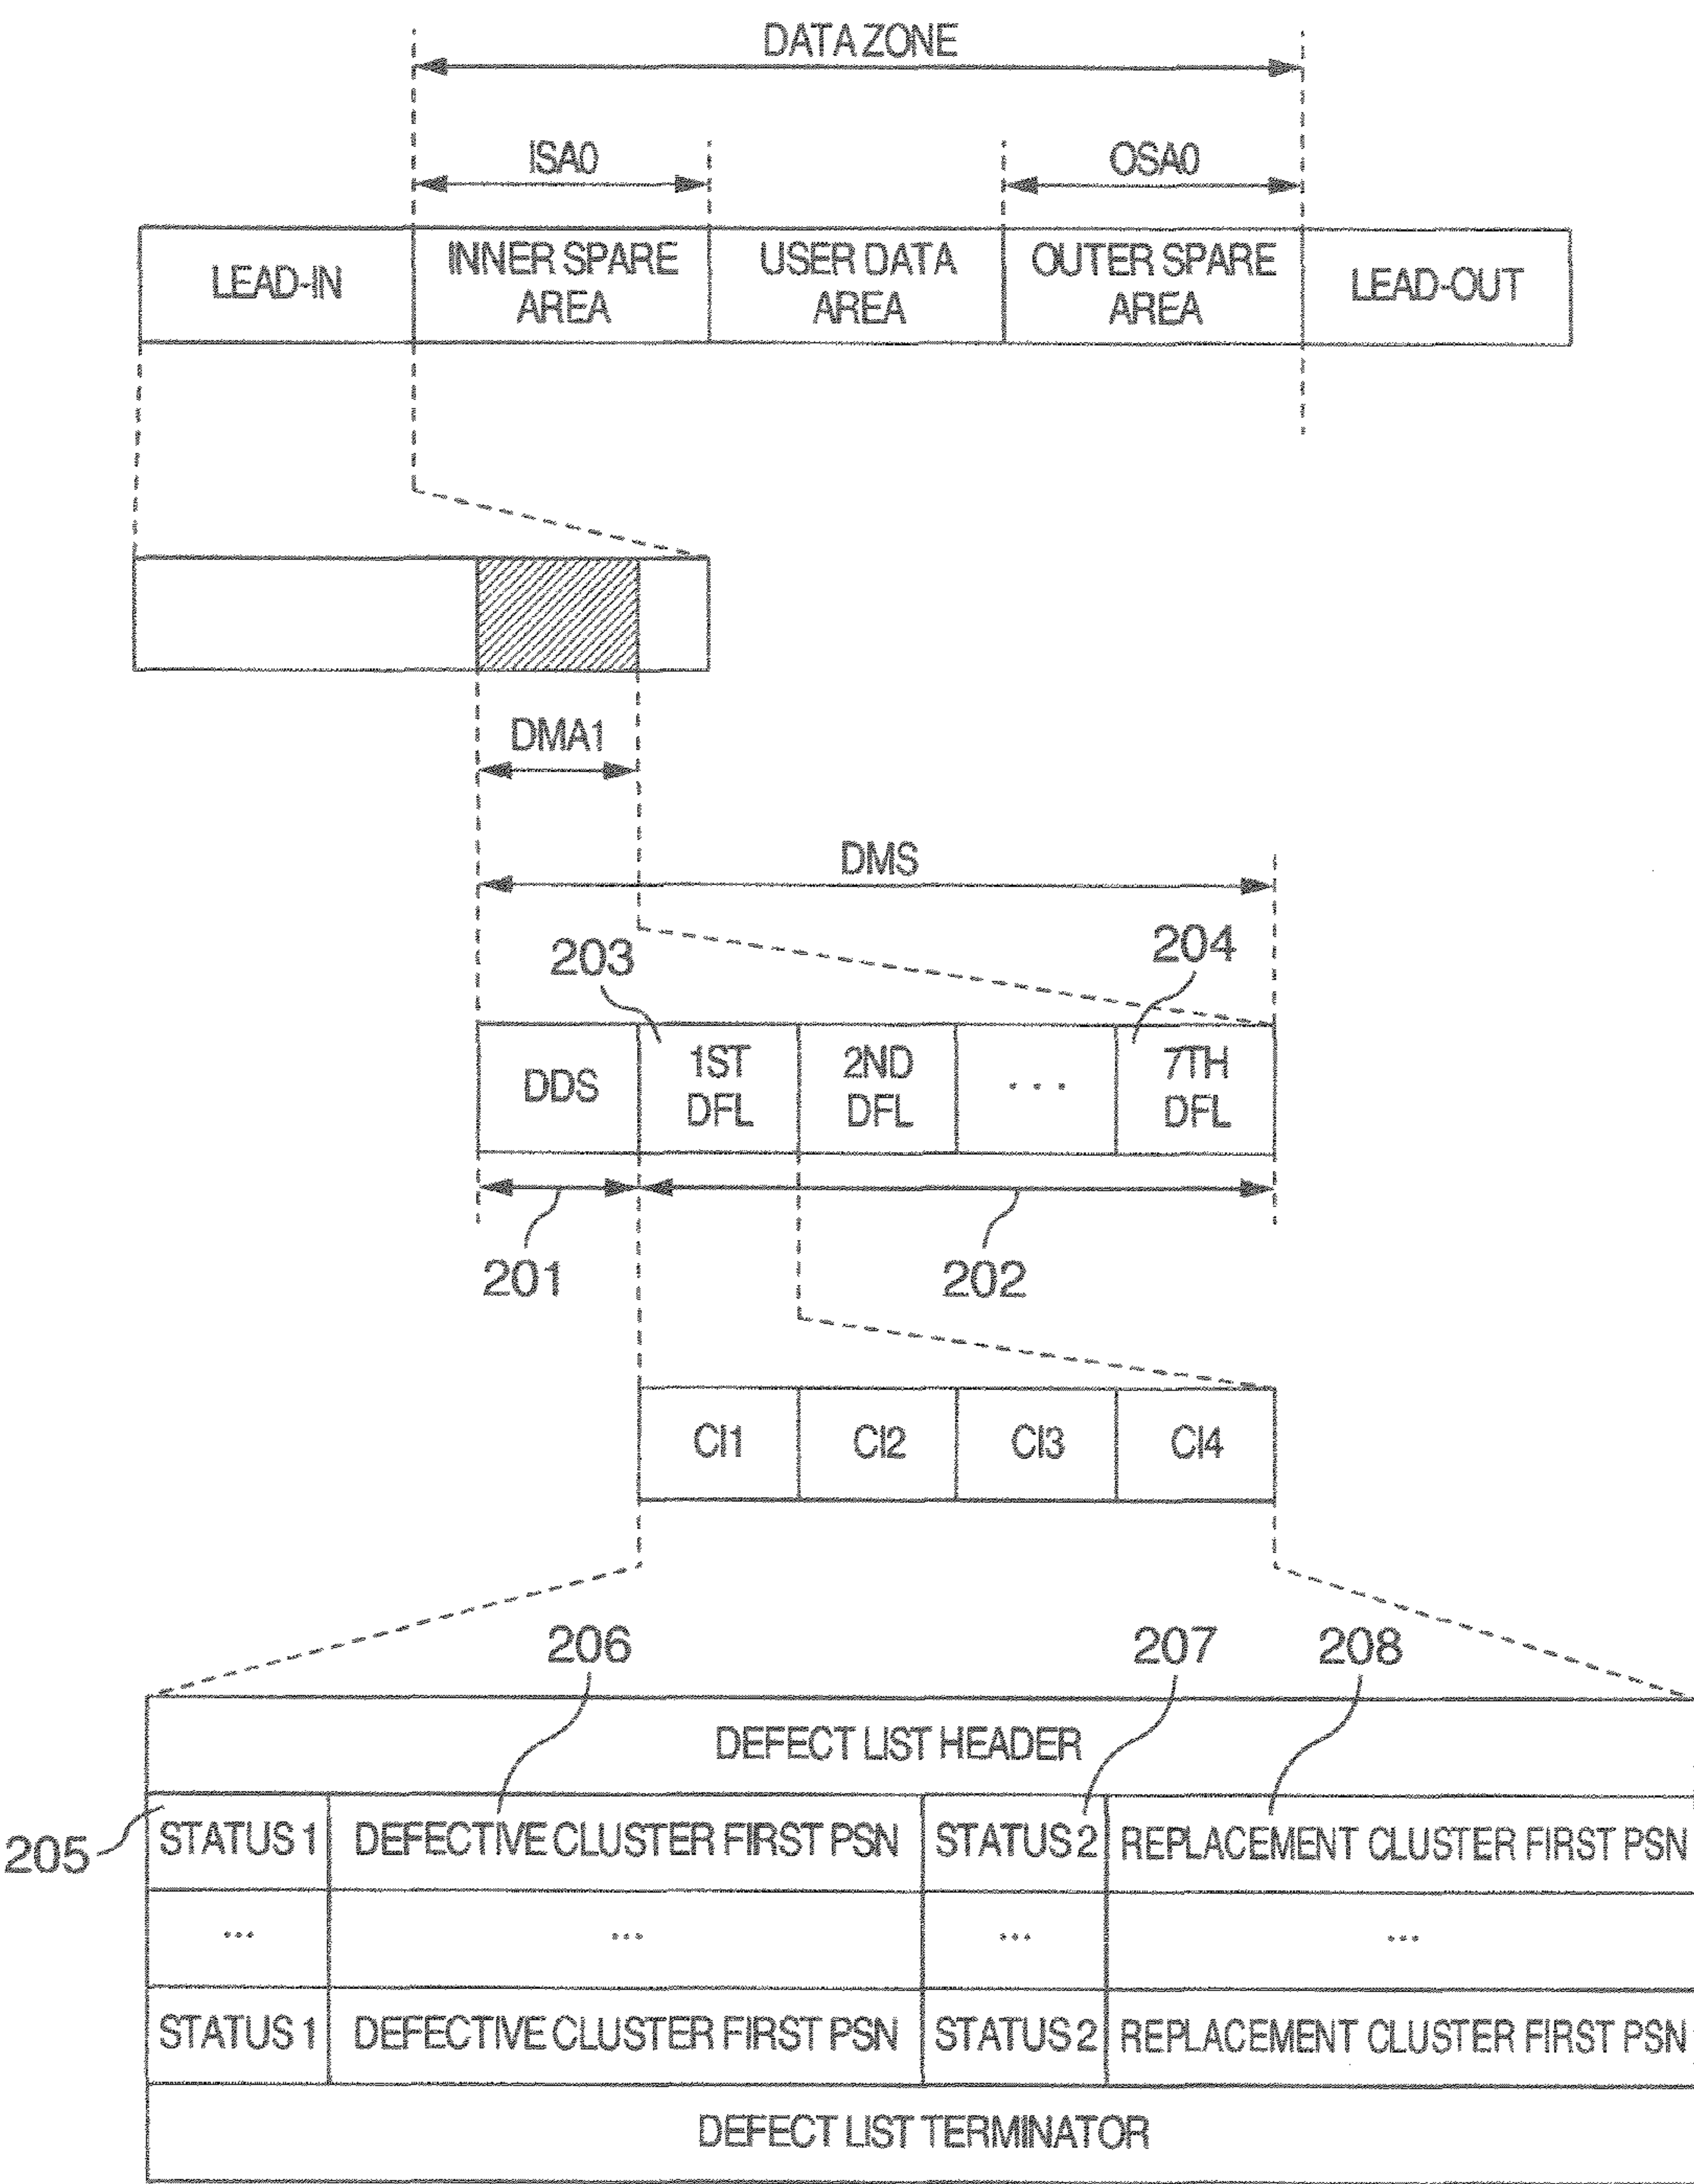 DATA ZONE
ISA0
OSA0
LEAD-IN
INNER SPARE
AREA
USER DATA
AREA
OUTER SPARE
AREA
LEAD-OUT
DMA1
DMS
203
204
DDS
1ST
DFL
2ND
DFL
...
7TH
DFL
201
202
CI1
CI2
CI3
CI4
206
207
208
DEFECT LIST HEADER
205
STATUS 1
DEFECTIVE CLUSTER FIRST PSN
STATUS 2
REPLACEMENT CLUSTER FIRST PSN
...
...
...
...
STATUS 1
DEFECTIVE CLUSTER FIRST PSN
STATUS 2
REPLACEMENT CLUSTER FIRST PSN
DEFECT LIST TERMINATOR